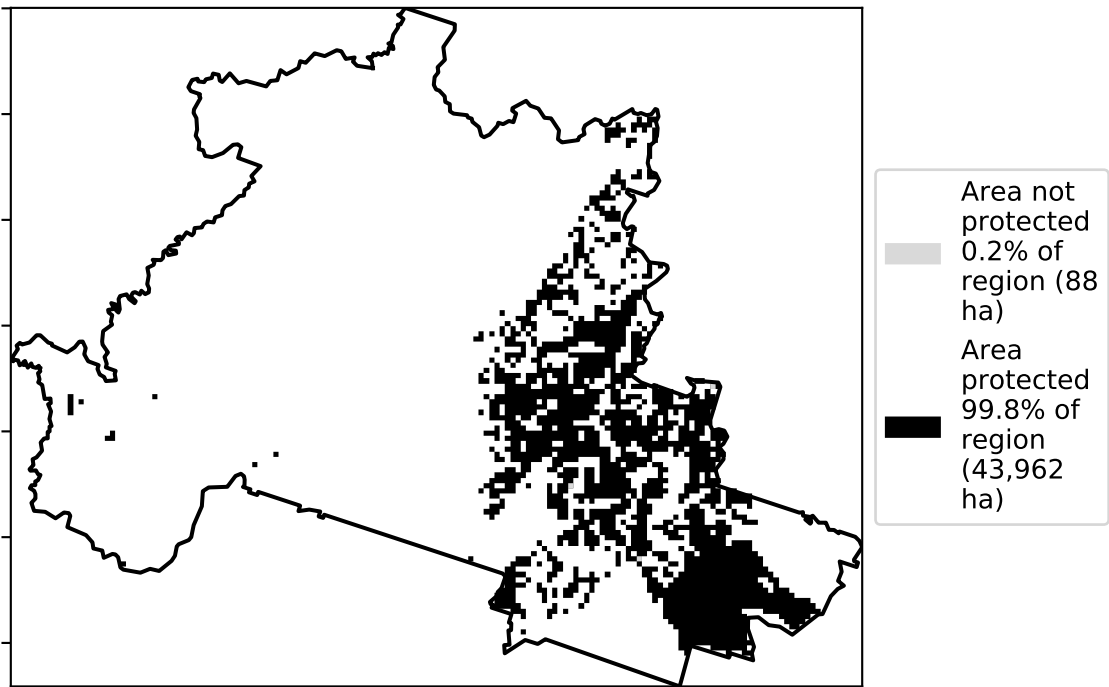 Area not
protected
0.2% of
region (88
ha)
Area
protected
99.8% of
region
(43,962
ha)